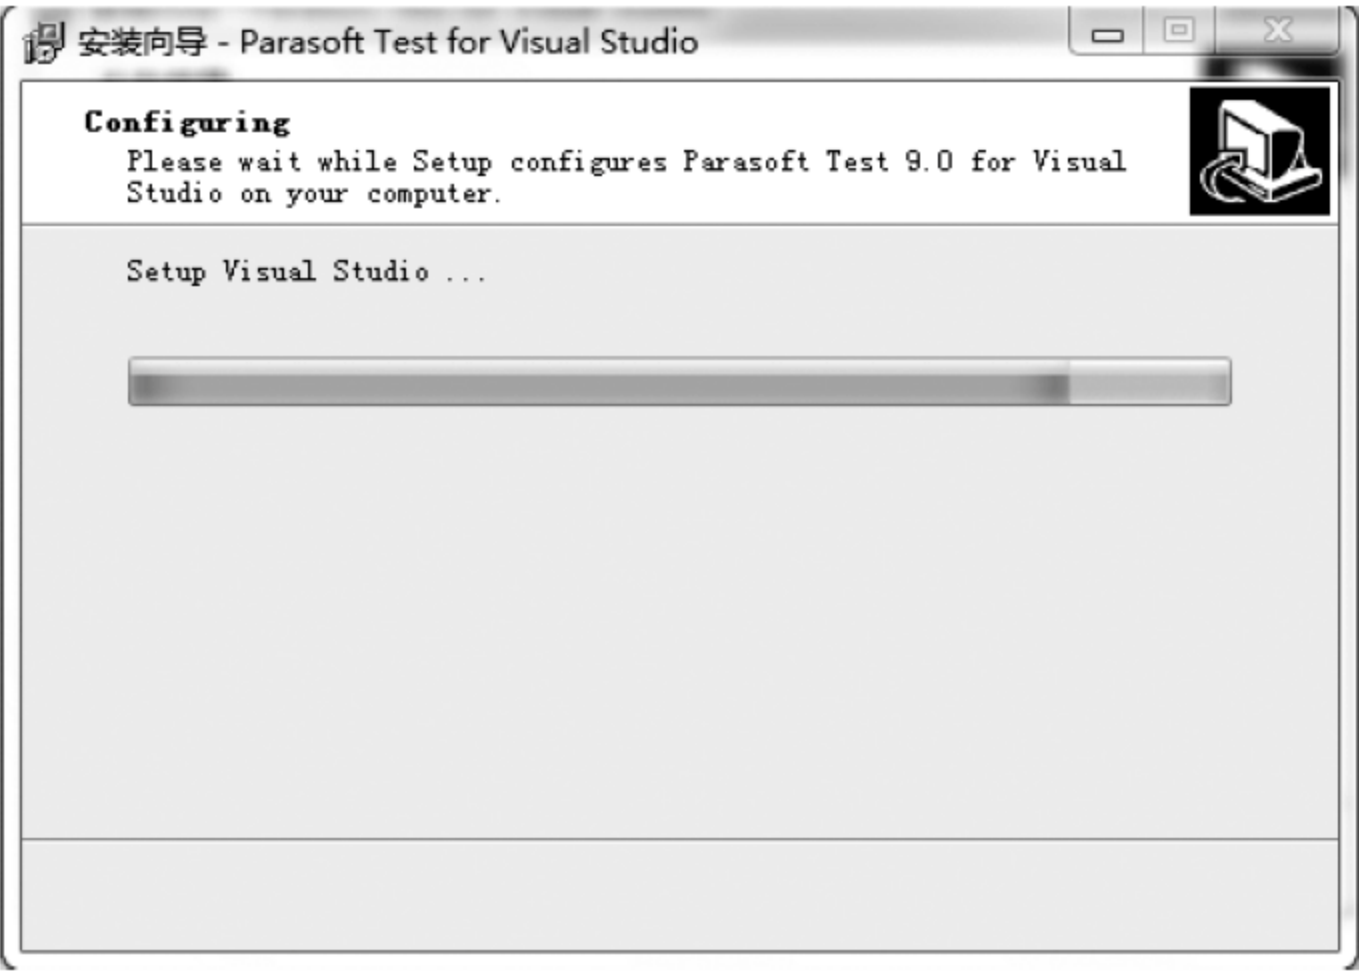 安装向导 - Parasoft Test for Visual Studio
Configuring
Please wait while Setup configures Parasoft Test 9.0 for Visual
Studio on your computer.
Setup Visual Studio ...